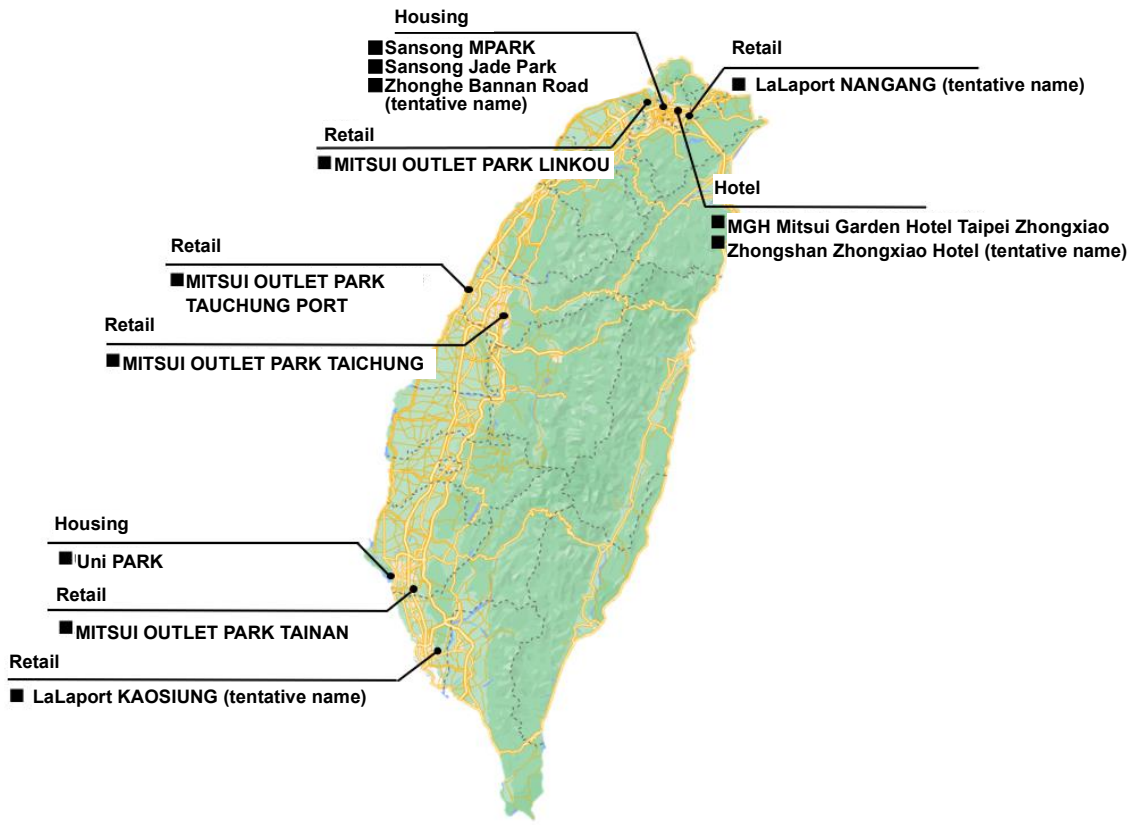 Housing
■Sansong MPARK
■Sansong Jade Park
■Zhonghe Bannan Road
(tentative name)
Retail
■ LaLaport NANGANG (tentative name)
Retail
■MITSUI OUTLET PARK LINKOU
Hotel
■MGH Mitsui Garden Hotel Taipei Zhongxiao
■Zhongshan Zhongxiao Hotel (tentative name)
Retail
■MITSUI OUTLET PARK
TAUCHUNG PORT
Retail
■MITSUI OUTLET PARK TAICHUNG
Housing
■Uni PARK
Retail
■MITSUI OUTLET PARK TAINAN
Retail
■ LaLaport KAOSIUNG (tentative name)